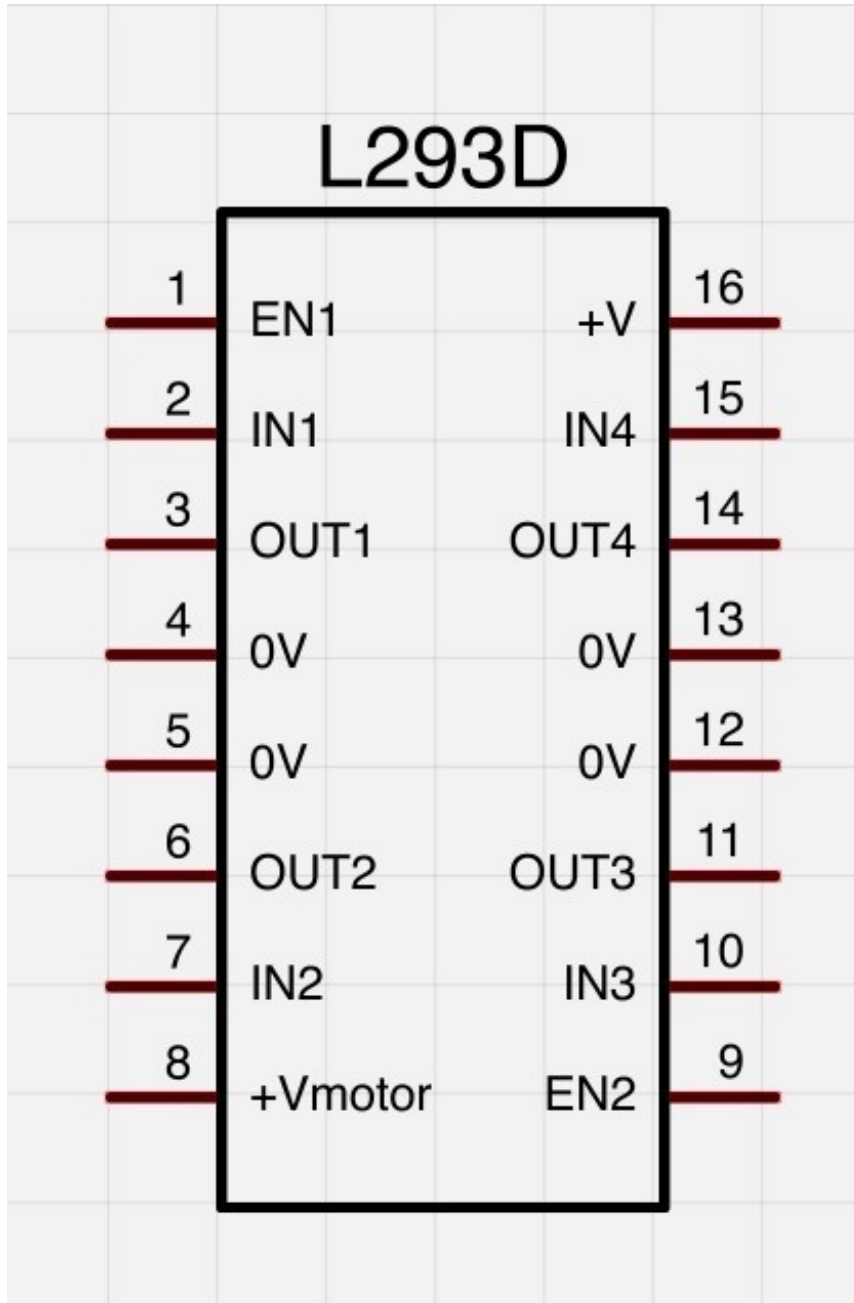 L293D
1 16
EN1 +V
2 15
IN1 IN4
3 14
OUT1 OUT4
4 13
0V 0V
5 12
0V 0V
6 11
OUT2 OUT3
7 10
IN2 IN3
8 9
+Vmotor EN2